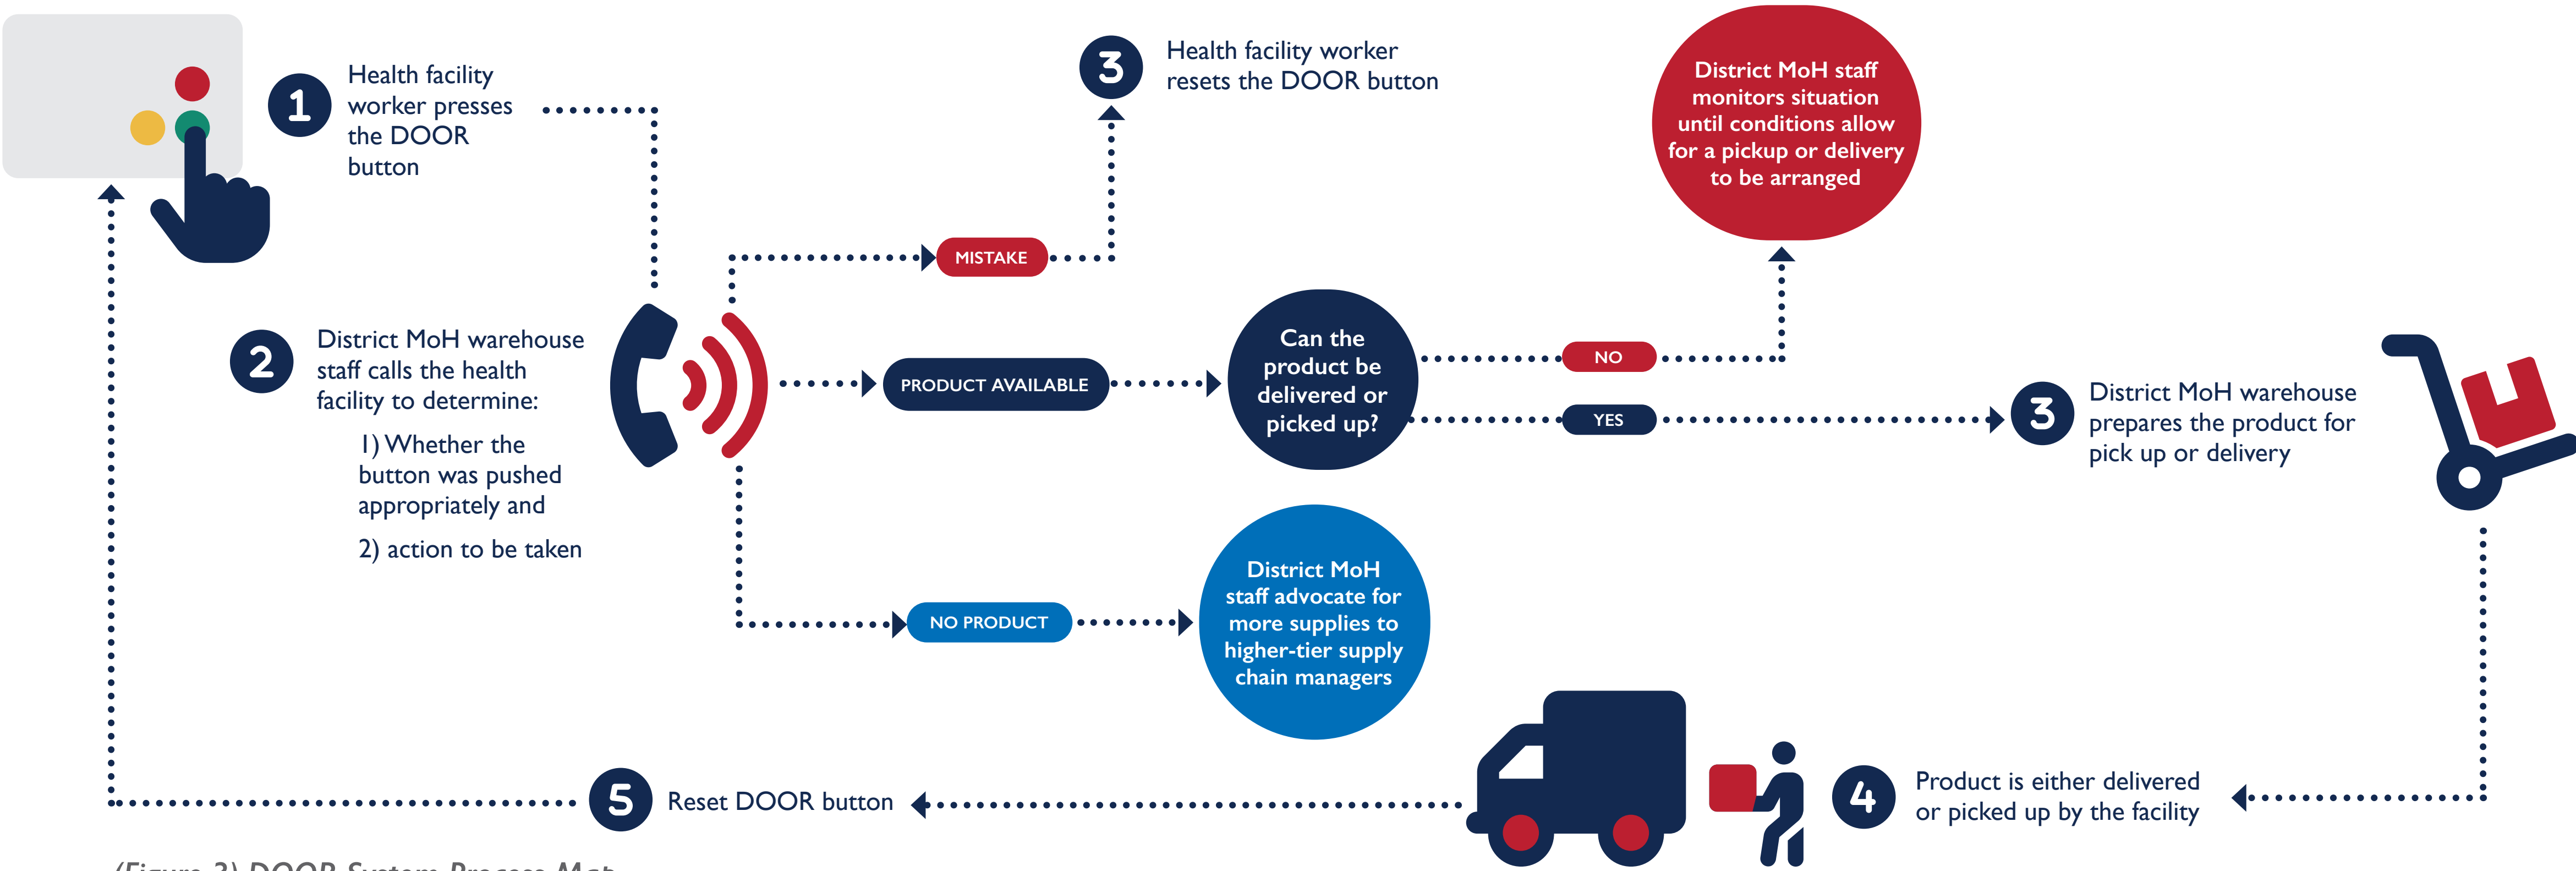 1
Health facility
worker presses
the DOOR
button
2
District MoH warehouse
staff calls the health
facility to determine:
1) Whether the
button was pushed
appropriately and
2) action to be taken
MISTAKE
3
Health facility worker
resets the DOOR button
PRODUCT AVAILABLE
Can the
product be
delivered or
picked up?
NO
District MoH staff
monitors situation
until conditions allow
for a pickup or delivery
to be arranged
YES
3
District MoH warehouse
prepares the product for
pick up or delivery
NO PRODUCT
District MoH
staff advocate for
more supplies to
higher-tier supply
chain managers
4
Product is either delivered
or picked up by the facility
5
Reset DOOR button
DOOR System Process Map